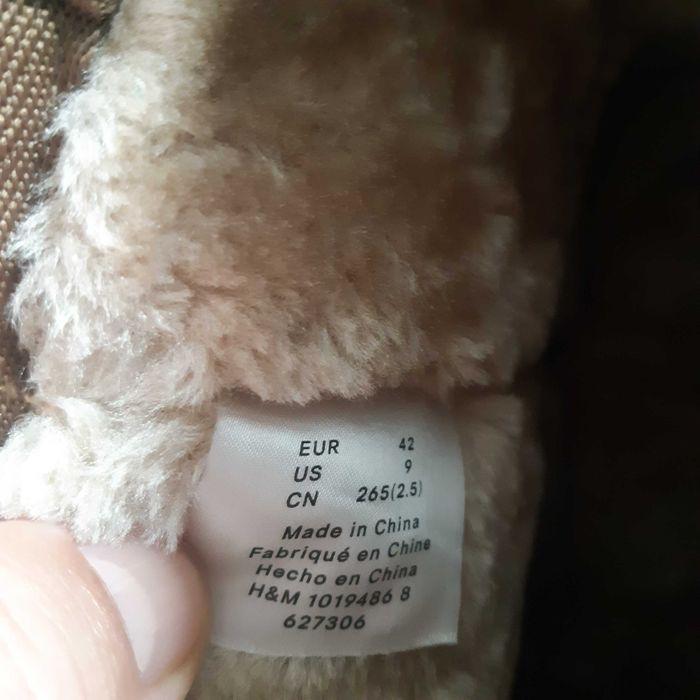 EUR 42
US 9
CN 265(2.5)
Made in China
Fabriqué en Chine
Hecho en China
H&M 1019486 8
627306